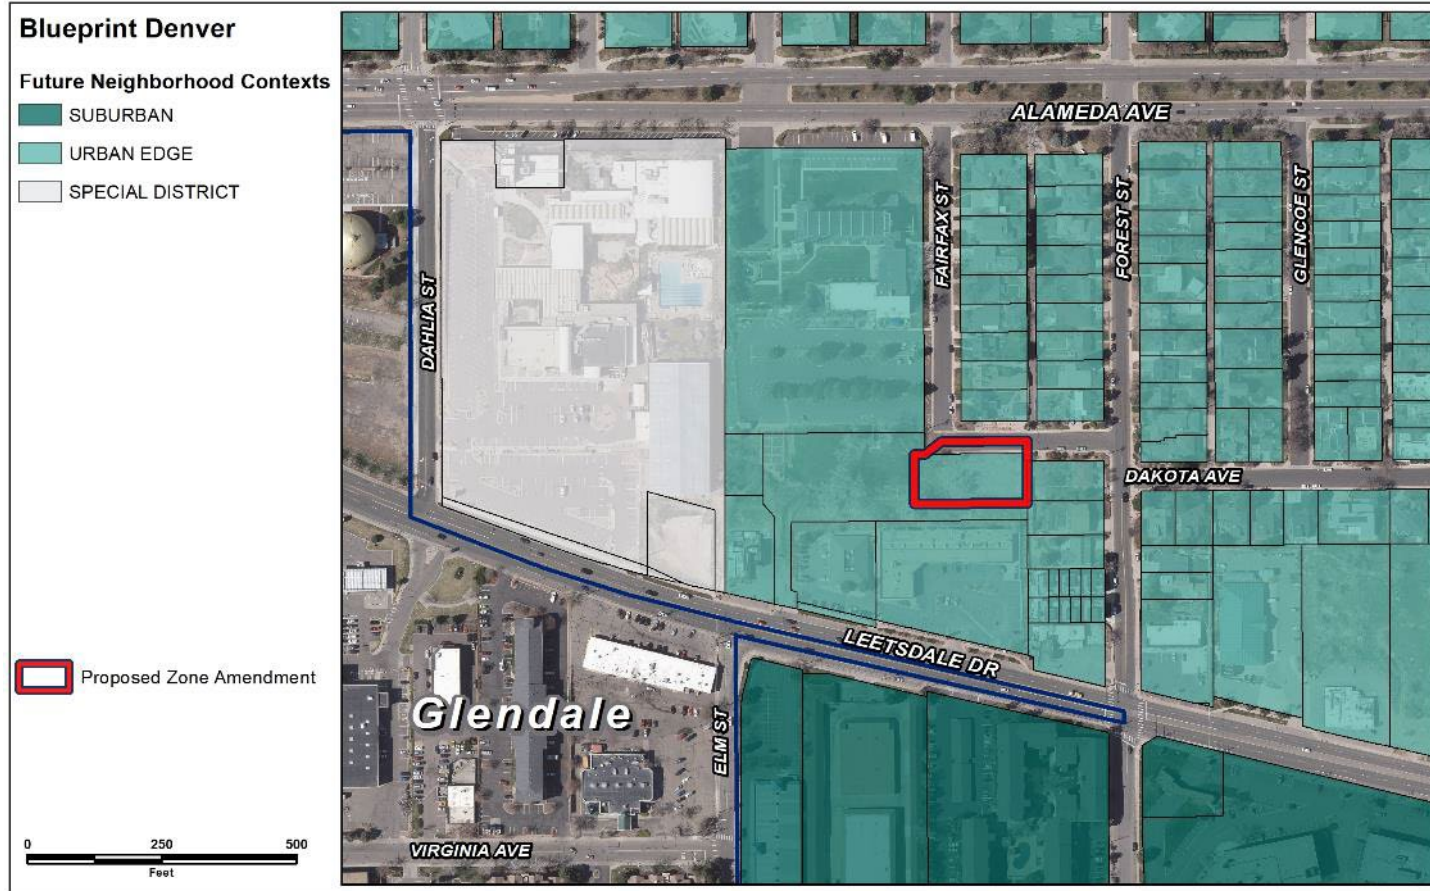 Blueprint Denver
Future Neighborhood Contexts
SUBURBAN
URBAN EDGE
SPECIAL DISTRICT
Proposed Zone Amendment
0 250 500
Feet
ALAMEDA AVE
DAHLIA ST
FAIRFAX ST
FOREST ST
GLENCOE ST
DAKOTA AVE
LEETSDALE DR
Glendale
ELM ST
VIRGINIA AVE